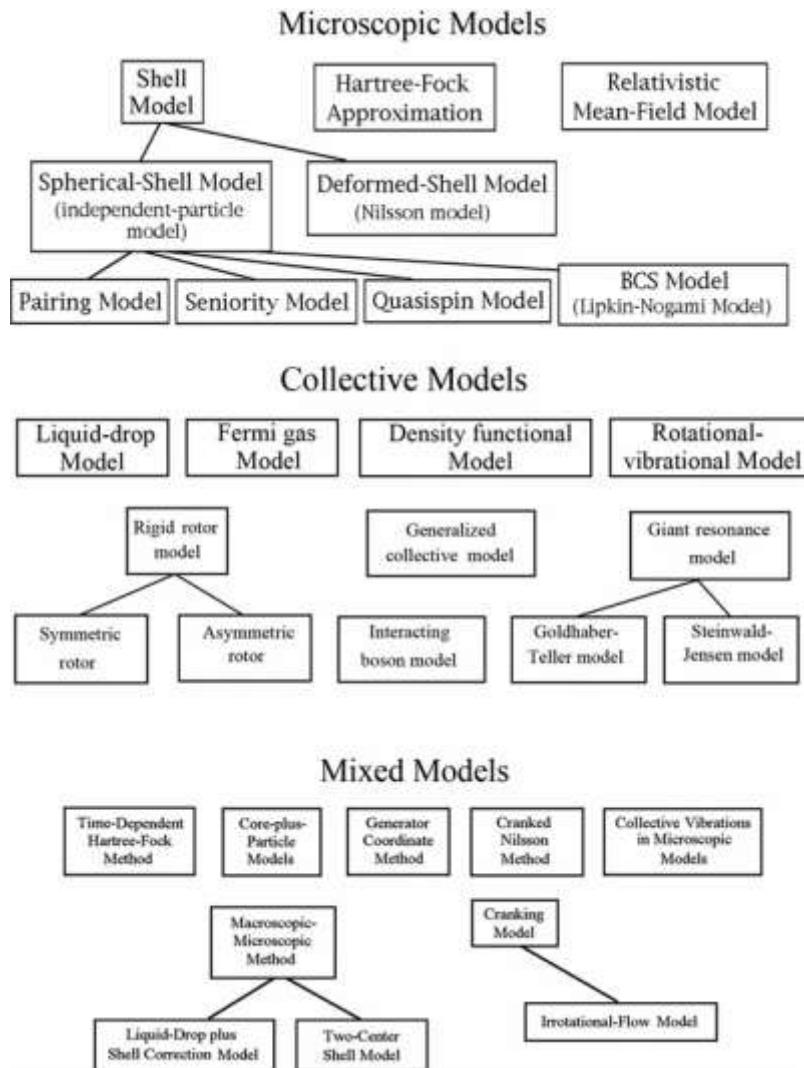 Microscopic Models
Shell
Model
Hartree-Fock
Approximation
Relativistic
Mean-Field Model
Spherical-Shell Model
(independent-particle
model)
Deformed-Shell Model
(Nilsson model)
Pairing Model
Seniority Model
Quasispin Model
BCS Model
(Lipkin-Nogami Model)
Collective Models
Liquid-drop
Model
Fermi gas
Model
Density functional
Model
Rotational-
vibrational Model
Rigid rotor
model
Generalized
collective model
Giant resonance
model
Symmetric
rotor
Asymmetric
rotor
Interacting
boson model
Goldhaber-
Teller model
Steinwald-
Jensen model
Mixed Models
Time-Dependent
Hartree-Fock
Method
Core-plus-
Particle
Models
Generator
Coordinate
Method
Cranked
Nilsson
Method
Collective Vibrations
in Microscopic
Models
Macroscopic-
Microscopic
Method
Cranking
Model
Liquid-Drop plus
Shell Correction Model
Two-Center
Shell Model
Irrotational-Flow Model